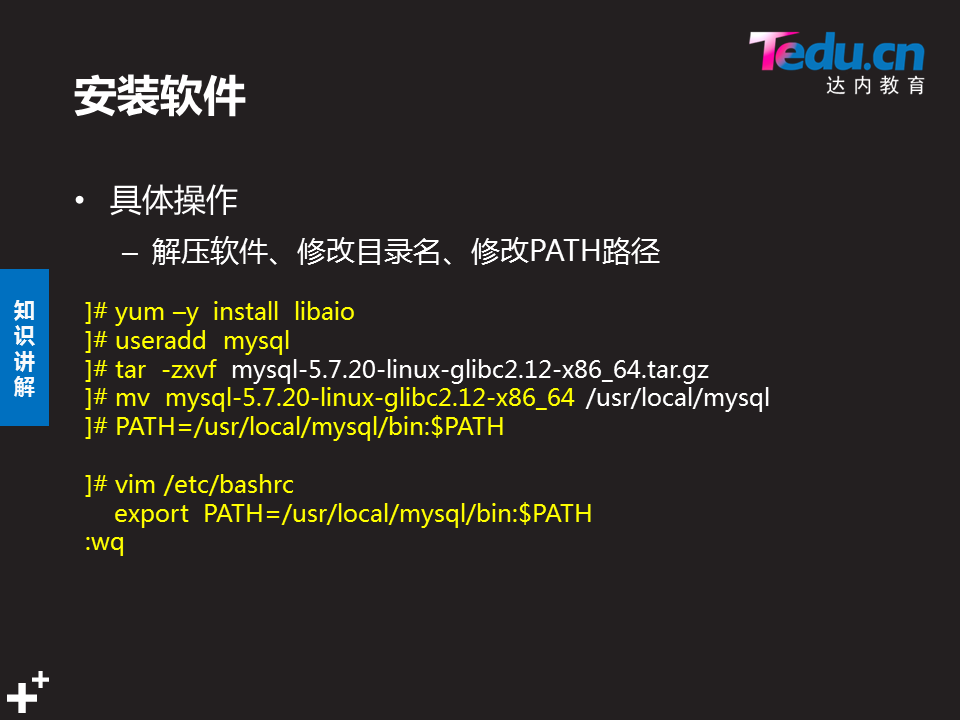 Tedu.cn
达内教育
安装软件
• 具体操作
– 解压软件、修改目录名、修改PATH路径
知识讲解
]# yum –y install libaio
]# useradd mysql
]# tar -zxvf mysql-5.7.20-linux-glibc2.12-x86_64.tar.gz
]# mv mysql-5.7.20-linux-glibc2.12-x86_64 /usr/local/mysql
]# PATH=/usr/local/mysql/bin:$PATH
]# vim /etc/bashrc
export PATH=/usr/local/mysql/bin:$PATH
:wq